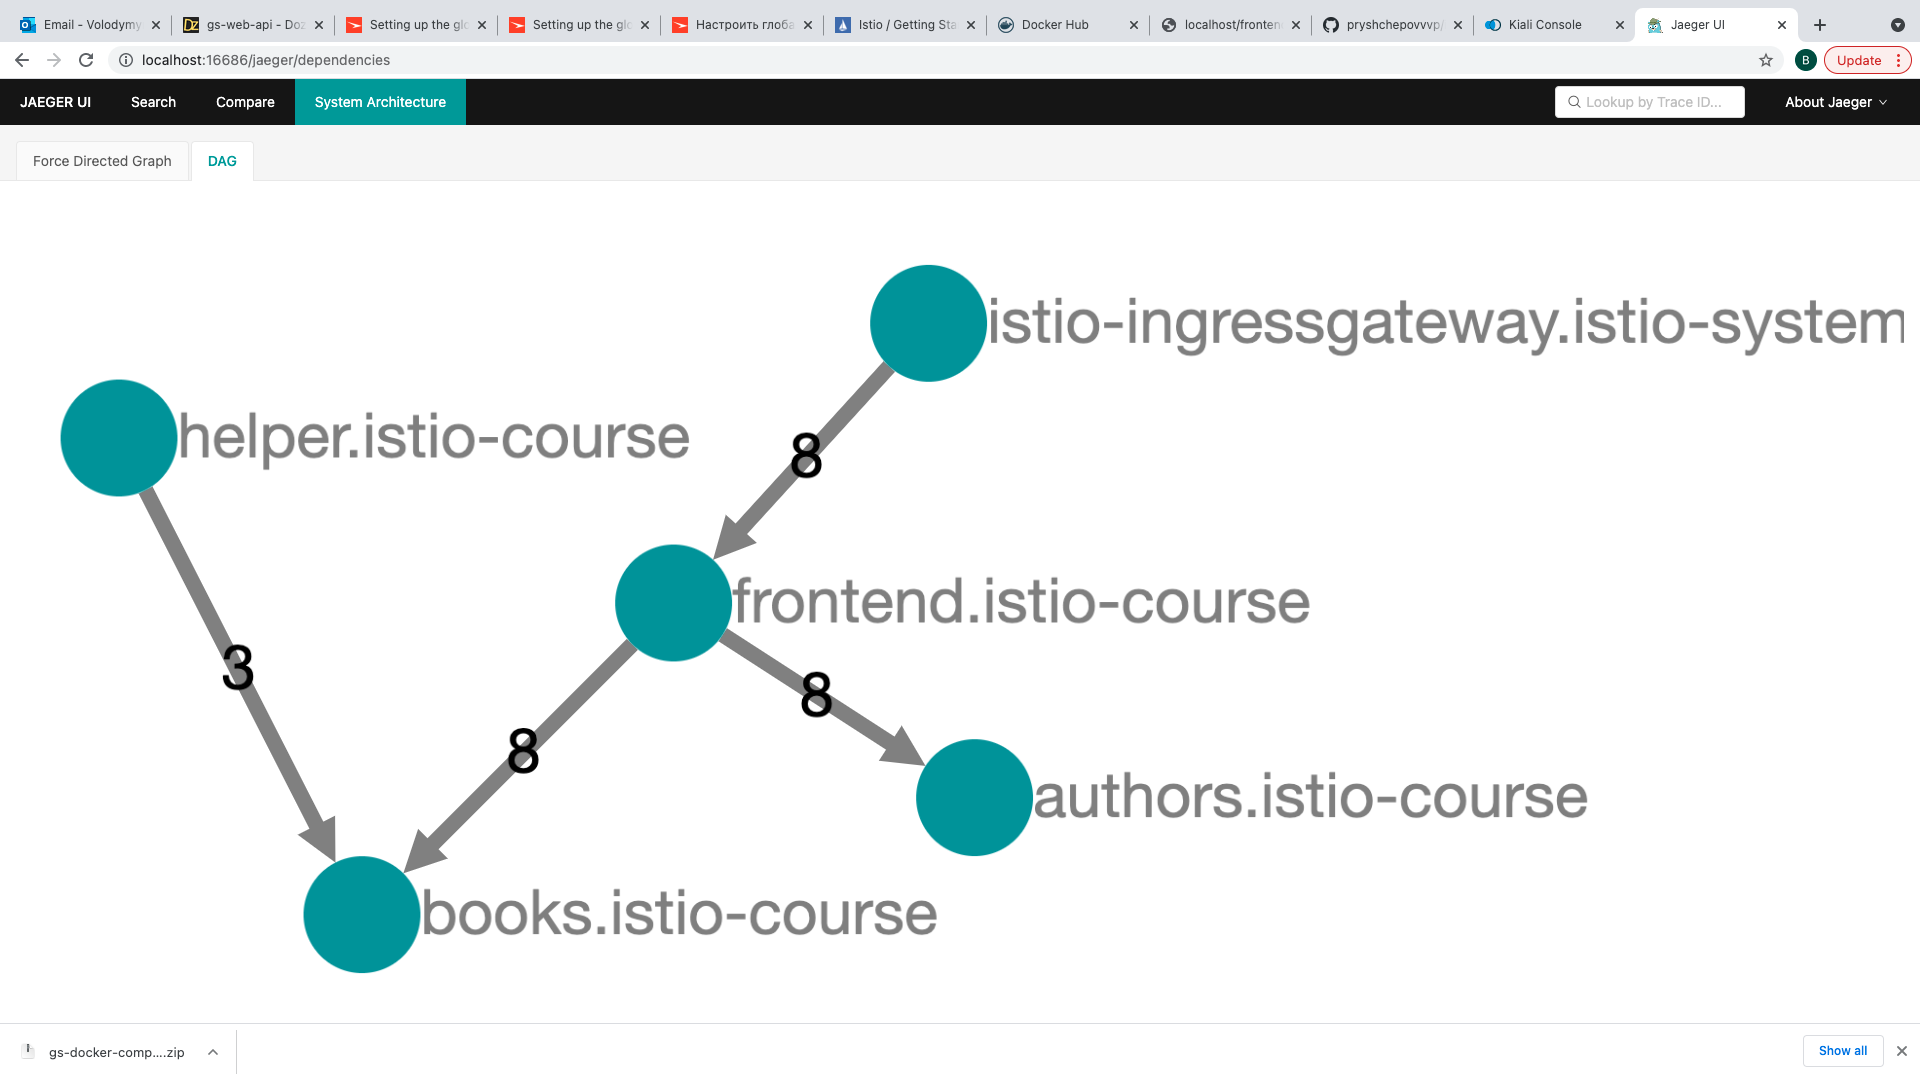 Email - Volodymy
gs-web-api - Doz
Setting up the glo
Setting up the glo
Настроить глоба
Istio / Getting Sta
Docker Hub
localhost/fronten
pryshchepovvvp/
Kiali Console
Jaeger UI
localhost:16686/jaeger/dependencies
B
Update
JAEGER UI
Search
Compare
System Architecture
Lookup by Trace ID...
About Jaeger
Force Directed Graph
DAG
istio-ingressgateway.istio-system
helper.istio-course
8
frontend.istio-course
3
8
8
authors.istio-course
books.istio-course
gs-docker-comp....zip
Show all